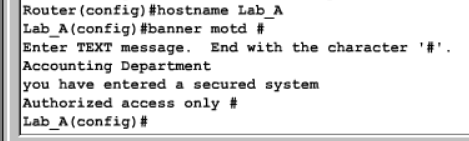 Router(config)#hostname Lab_A
Lab_A(config)#banner motd #
Enter TEXT message.  End with the character '#'.
Accounting Department
you have entered a secured system
Authorized access only #
Lab_A(config)#